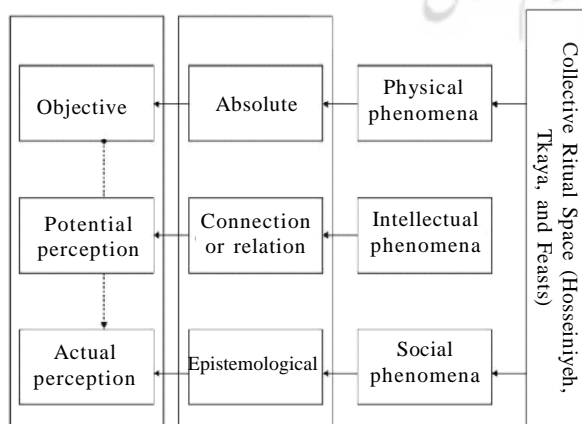 Objective
Absolute
Physical
phenomena
Potential
perception
Connection
or relation
Intellectual
phenomena
Actual
perception
Epistemological
Social
phenomena
Collective Ritual Space (Hosseiniyeh,
Tkaya, and Feasts)